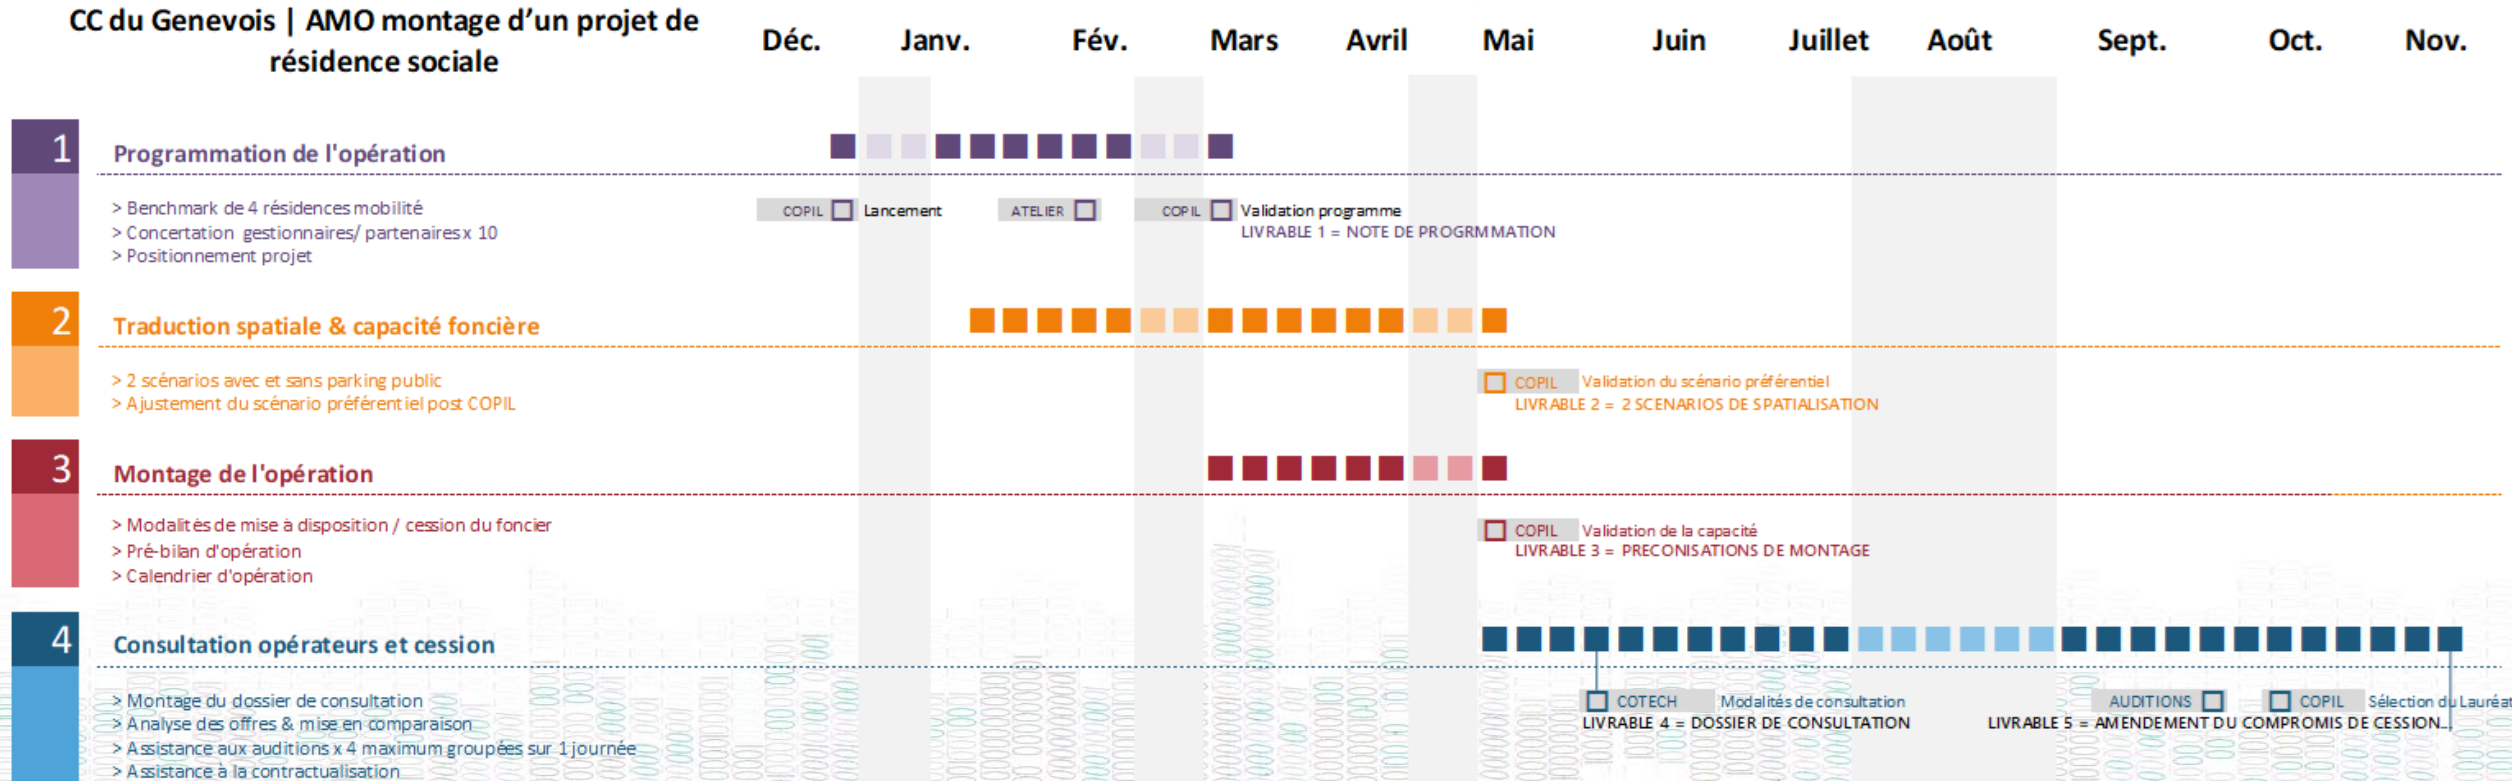 CC du Genevois | AMO montage d’un projet de
résidence sociale
Déc. Janv. Fév. Mars Avril Mai Juin Juillet Août Sept. Oct. Nov.
1 Programmation de l'opération
> Benchmark de 4 résidences mobilité
> Concertation gestionnaires/ partenaires x 10
> Positionnement projet
COPIL Lancement ATELIER COPIL Validation programme
LIVRABLE 1 = NOTE DE PROGRMMATION
2 Traduction spatiale & capacité foncière
> 2 scénarios avec et sans parking public
> Ajustement du scénario préférentiel post COPIL
COPIL Validation du scénario préférentiel
LIVRABLE 2 = 2 SCENARIOS DE SPATIALISATION
3 Montage de l'opération
> Modalités de mise à disposition / cession du foncier
> Pré-bilan d'opération
> Calendrier d'opération
COPIL Validation de la capacité
LIVRABLE 3 = PRECONISATIONS DE MONTAGE
4 Consultation opérateurs et cession
> Montage du dossier de consultation
> Analyse des offres & mise en comparaison
> Assistance aux auditions x 4 maximum groupées sur 1 journée
> Assistance à la contractualisation
COTECH Modalités de consultation AUDITIONS COPIL Sélection du Lauréat
LIVRABLE 4 = DOSSIER DE CONSULTATION LIVRABLE 5 = AMENDEMENT DU COMPROMIS DE CESSION...